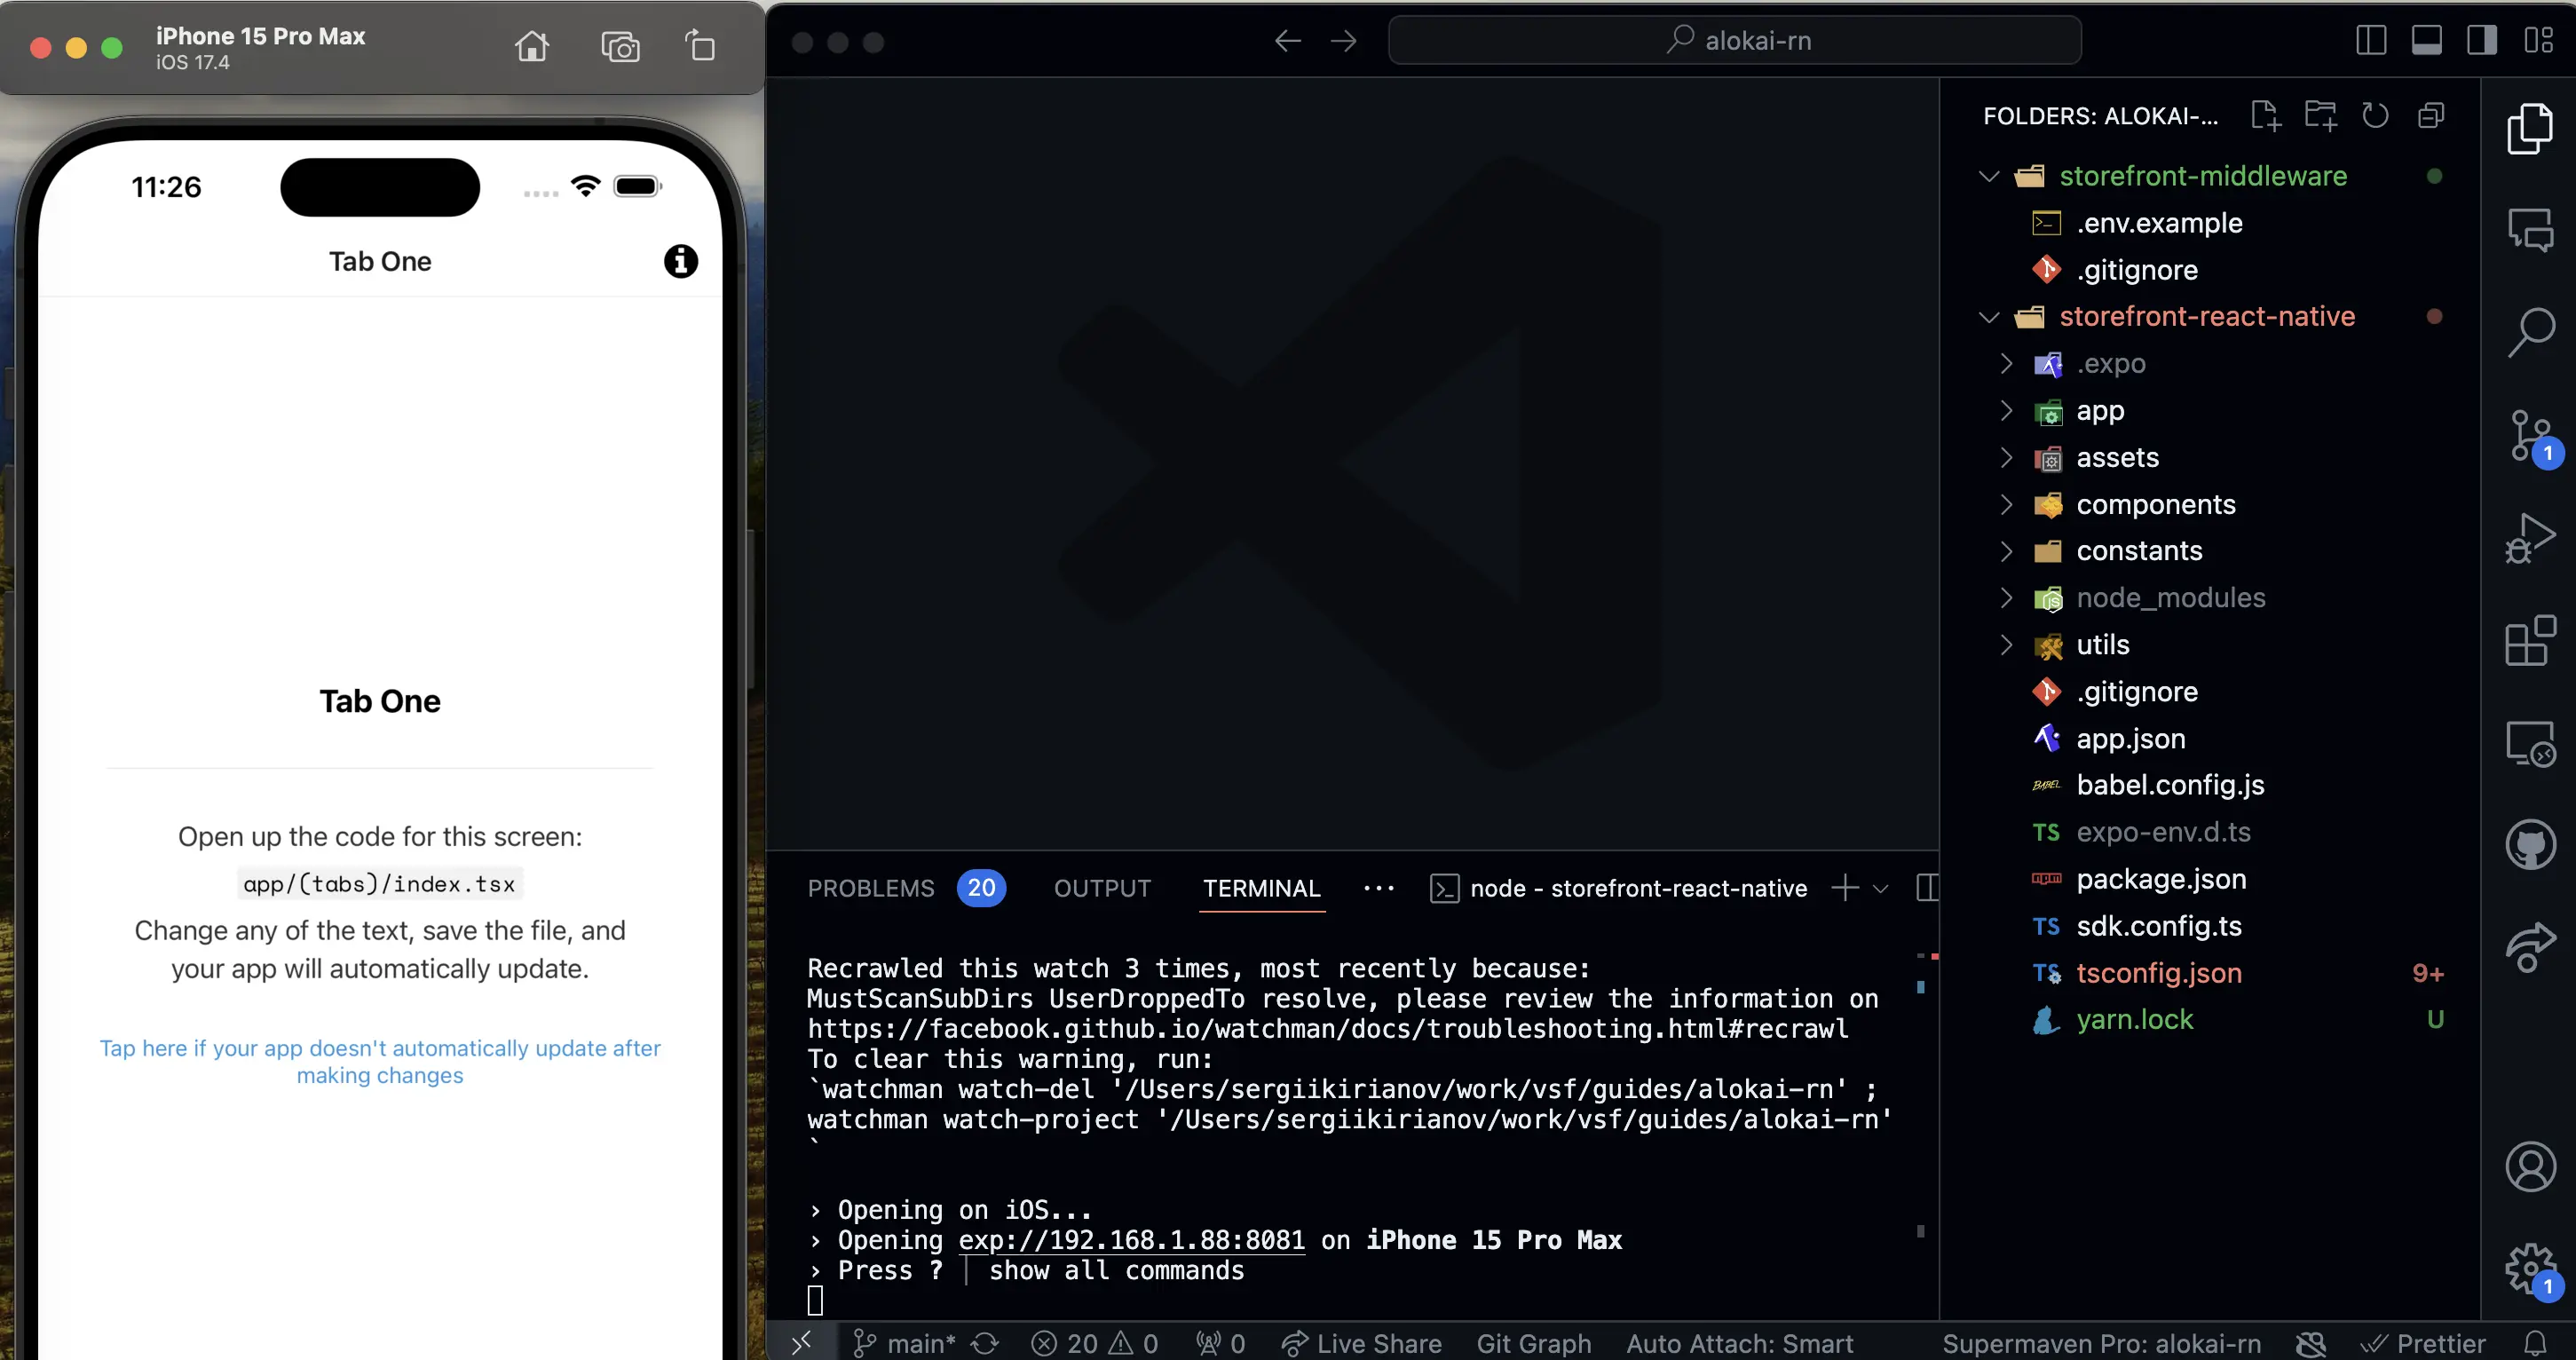 iPhone 15 Pro Max
iOS 17.4
11:26
Tab One
Tab One
Open up the code for this screen:
app/(tabs)/index.tsx
Change any of the text, save the file, and
your app will automatically update.
Tap here if your app doesn't automatically update after
making changes
alokai-rn
PROBLEMS 20 OUTPUT TERMINAL ··· node - storefront-react-native
Recrawled this watch 3 times, most recently because:
MustScanSubDirs UserDroppedTo resolve, please review the information on
https://facebook.github.io/watchman/docs/troubleshooting.html#recrawl
To clear this warning, run:
`watchman watch-del '/Users/sergiikirianov/work/vsf/guides/alokai-rn' ;
watchman watch-project '/Users/sergiikirianov/work/vsf/guides/alokai-rn'
`
› Opening on iOS...
› Opening exp://192.168.1.88:8081 on iPhone 15 Pro Max
› Press ? │ show all commands
FOLDERS: ALOKAI-...
storefront-middleware
.env.example
.gitignore
storefront-react-native
.expo
app
assets
components
constants
node_modules
utils
.gitignore
app.json
BABEL babel.config.js
TS expo-env.d.ts
npm package.json
TS sdk.config.ts
TS tsconfig.json 9+
yarn.lock U
1
1
main* 20 0 0 Live Share Git Graph Auto Attach: Smart Supermaven Pro: alokai-rn Prettier